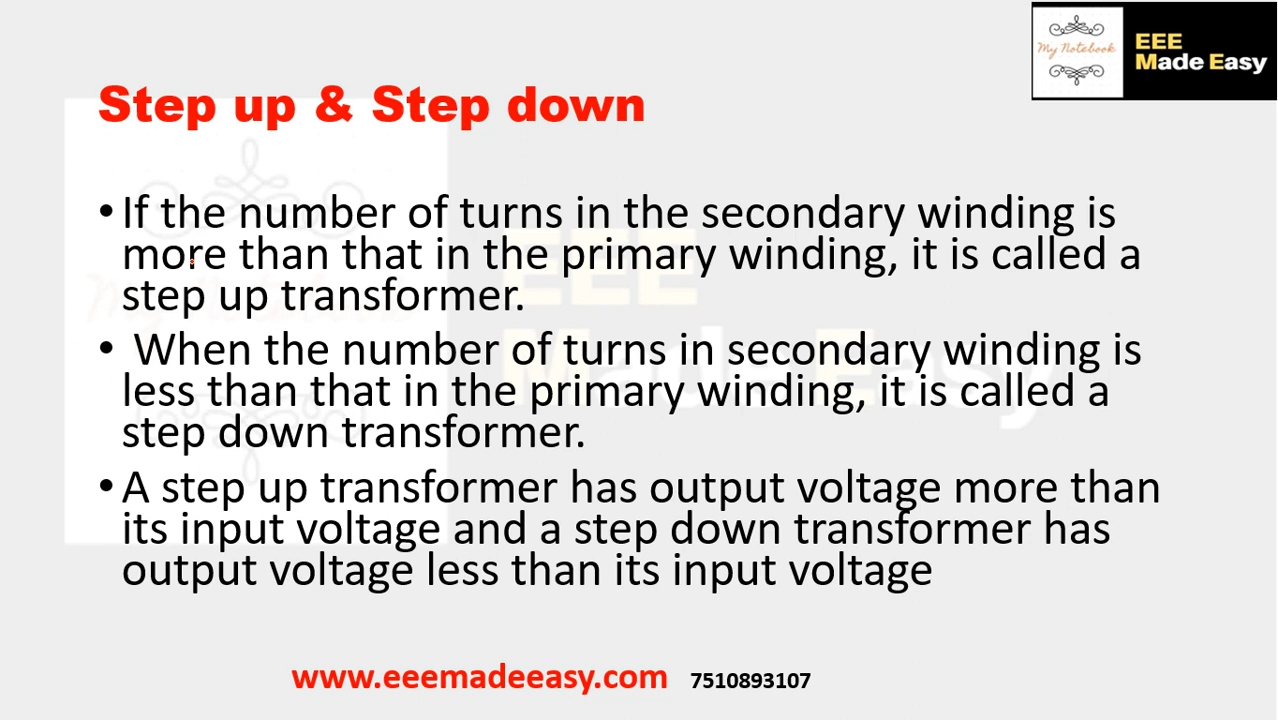 My Notebook
EEE
Made Easy
Step up & Step down
• If the number of turns in the secondary winding is
more than that in the primary winding, it is called a
step up transformer.
• When the number of turns in secondary winding is
less than that in the primary winding, it is called a
step down transformer.
• A step up transformer has output voltage more than
its input voltage and a step down transformer has
output voltage less than its input voltage
www.eeemadeeasy.com 7510893107